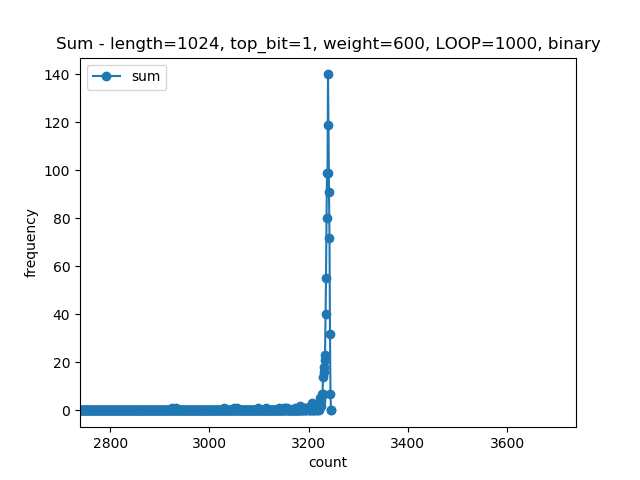 Sum - length=1024, top_bit=1, weight=600, LOOP=1000, binary
sum
140
120
100
80
60
40
20
0
frequency
2800 3000 3200 3400 3600
count